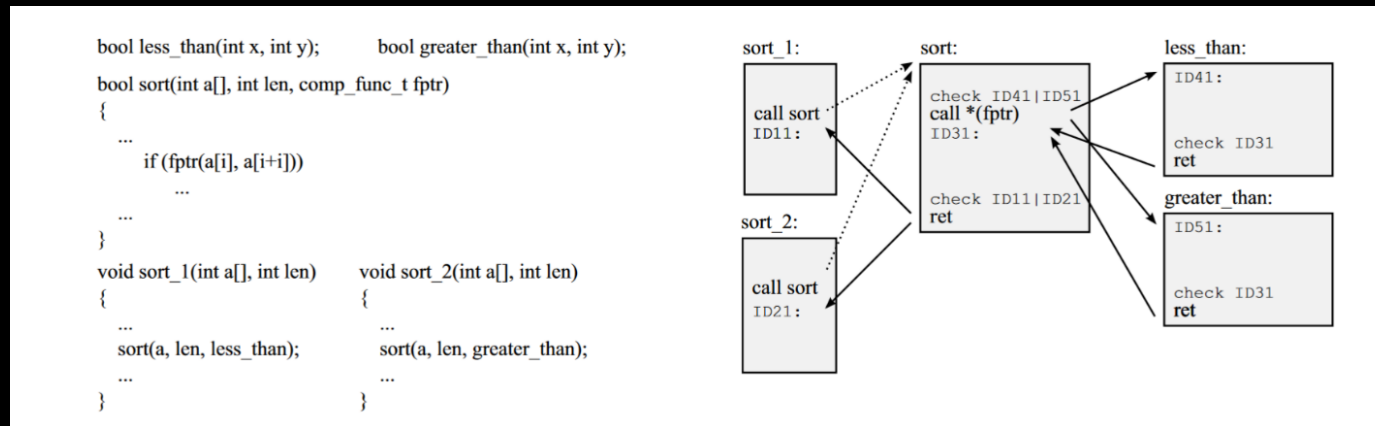 bool less_than(int x, int y); bool greater_than(int x, int y);
bool sort(int a[], int len, comp_func_t fptr)
{
...
if (fptr(a[i], a[i+i]))
...
...
}
void sort_1(int a[], int len) void sort_2(int a[], int len)
{ {
... ...
sort(a, len, less_than); sort(a, len, greater_than);
... ...
} }
sort_1:
call sort
ID11:
sort_2:
call sort
ID21:
sort:
check ID41|ID51
call *(fptr)
ID31:
check ID11|ID21
ret
less_than:
ID41:
check ID31
ret
greater_than:
ID51:
check ID31
ret